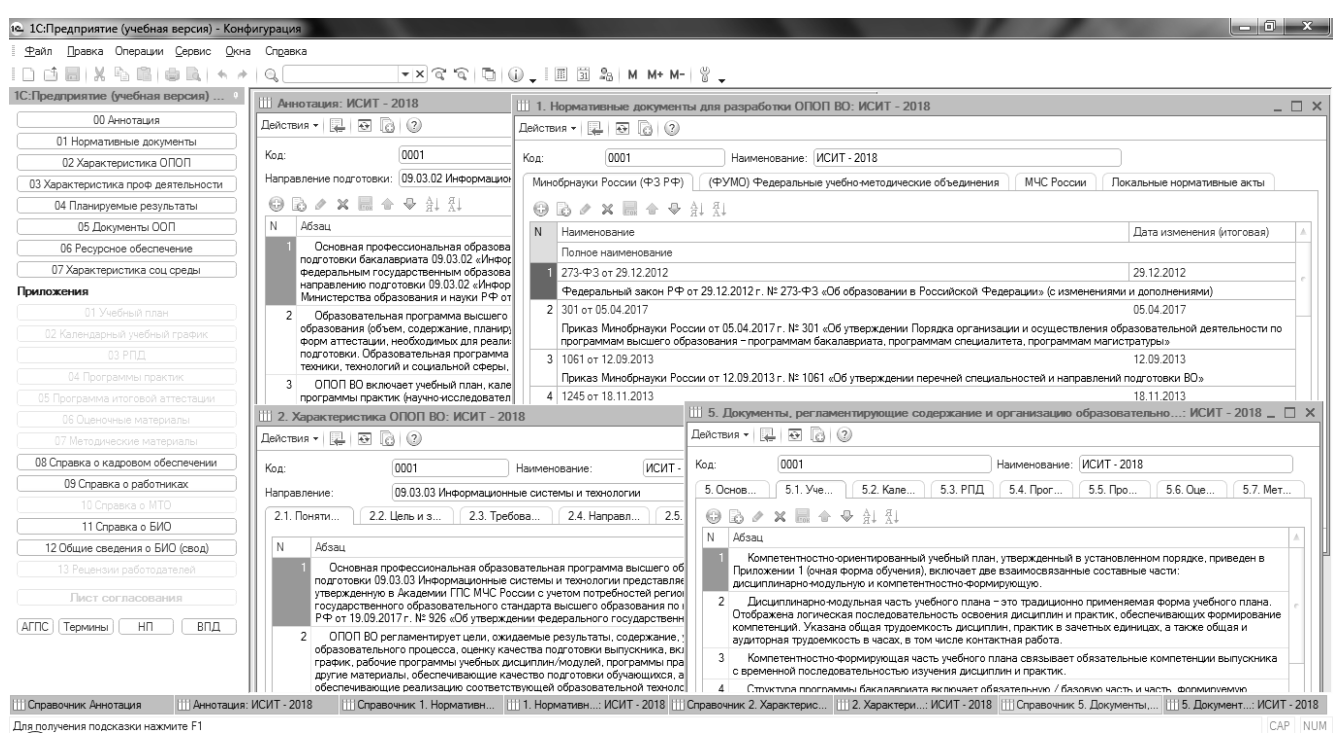 1С:Предприятие (учебная версия) - Конфигурация
Файл Правка Операции Сервис Окна Справка
M M+ M-
1С:Предприятие (учебная версия) ...
00 Аннотация
01 Нормативные документы
02 Характеристика ОПОП
03 Характеристика проф деятельности
04 Планируемые результаты
05 Документы ООП
06 Ресурсное обеспечение
07 Характеристика соц среды
Приложения
01 Учебный план
02 Календарный учебный график
03 РПД
04 Программы практик
05 Программа итоговой аттестации
06 Оценочные материалы
07 Методические материалы
08 Справка о кадровом обеспечении
09 Справка о работниках
10 Справка о МТО
11 Справка о БИО
12 Общие сведения о БИО (свод)
13 Рецензии работодателей
Лист согласования
АГПС Термины НП ВПД
Аннотация: ИСИТ - 2018
Действия
Код: 0001
Направление подготовки: 09.03.02 Информацион
N Абзац
1 Основная профессиональная образова
подготовки бакалавриата 09.03.02 «Инфор
федеральным государственным образова
направлению подготовки 09.03.02 «Инфор
Министерства образования и науки РФ от
2 Образовательная программа высшего
образования (объем, содержание, планиру
форм аттестации, необходимых для реали
подготовки. Образовательная программа
техники, технологий и социальной сферы,
3 ОПОП ВО включает учебный план, кале
программы практик (научно-исследовател
1. Нормативные документы для разработки ОПОП ВО: ИСИТ - 2018
Действия
Код: 0001 Наименование: ИСИТ - 2018
Минобрнауки России (ФЗ РФ) (ФУМО) Федеральные учебно-методические объединения МЧС России Локальные нормативные акты
N Наименование Дата изменения (итоговая)
Полное наименование
1 273-ФЗ от 29.12.2012 29.12.2012
Федеральный закон РФ от 29.12.2012 г. № 273-ФЗ «Об образовании в Российской Федерации» (с изменениями и дополнениями)
2 301 от 05.04.2017 05.04.2017
Приказ Минобрнауки России от 05.04.2017 г. № 301 «Об утверждении Порядка организации и осуществления образовательной деятельности по
программам высшего образования – программам бакалавриата, программам специалитета, программам магистратуры»
3 1061 от 12.09.2013 12.09.2013
Приказ Минобрнауки России от 12.09.2013 г. № 1061 «Об утверждении перечней специальностей и направлений подготовки ВО»
4 1245 от 18.11.2013 18.11.2013
2. Характеристика ОПОП ВО: ИСИТ - 2018
Действия
Код: 0001 Наименование: ИСИТ -
Направление: 09.03.03 Информационные системы и технологии
2.1. Поняти... 2.2. Цель и з... 2.3. Требова... 2.4. Направл... 2.5.
N Абзац
1 Основная профессиональная образовательная программа высшего об
подготовки 09.03.03 Информационные системы и технологии представляе
утвержденную в Академии ГПС МЧС России с учетом потребностей регион
государственного образовательного стандарта высшего образования по
РФ от 19.09.2017 г. № 926 «Об утверждении федерального государственн
2 ОПОП ВО регламентирует цели, ожидаемые результаты, содержание,
образовательного процесса, оценку качества подготовки выпускника, вкл
график, рабочие программы учебных дисциплин/модулей, программы пра
другие материалы, обеспечивающие качество подготовки обучающихся, а
обеспечивающие реализацию соответствующей образовательной технол
5. Документы, регламентирующие содержание и организацию образовательно...: ИСИТ - 2018
Действия
Код: 0001 Наименование: ИСИТ - 2018
5. Основ... 5.1. Уче... 5.2. Кале... 5.3. РПД 5.4. Прог... 5.5. Про... 5.6. Оце... 5.7. Мет...
N Абзац
1 Компетентностно-ориентированный учебный план, утвержденный в установленном порядке, приведен в
Приложении 1 (очная форма обучения), включает две взаимосвязанные составные части:
дисциплинарно-модульную и компетентностно-формирующую.
2 Дисциплинарно-модульная часть учебного плана – это традиционно применяемая форма учебного плана.
Отображена логическая последовательность освоения дисциплин и практик, обеспечивающих формирование
компетенций. Указана общая трудоемкость дисциплин, практик в зачетных единицах, а также общая и
аудиторная трудоемкость в часах, в том числе контактная работа.
3 Компетентностно-формирующая часть учебного плана связывает обязательные компетенции выпускника
с временной последовательностью изучения дисциплин и практик.
4 Структура программы бакалавриата включает обязательную / базовую часть и часть, формируемую
Справочник Аннотация Аннотация: ИСИТ - 2018 Справочник 1. Нормативн... 1. Нормативн...: ИСИТ - 2018 Справочник 2. Характерис... 2. Характери...: ИСИТ - 2018 Справочник 5. Документы,... 5. Документ...: ИСИТ - 2018
Для получения подсказки нажмите F1 CAP NUM